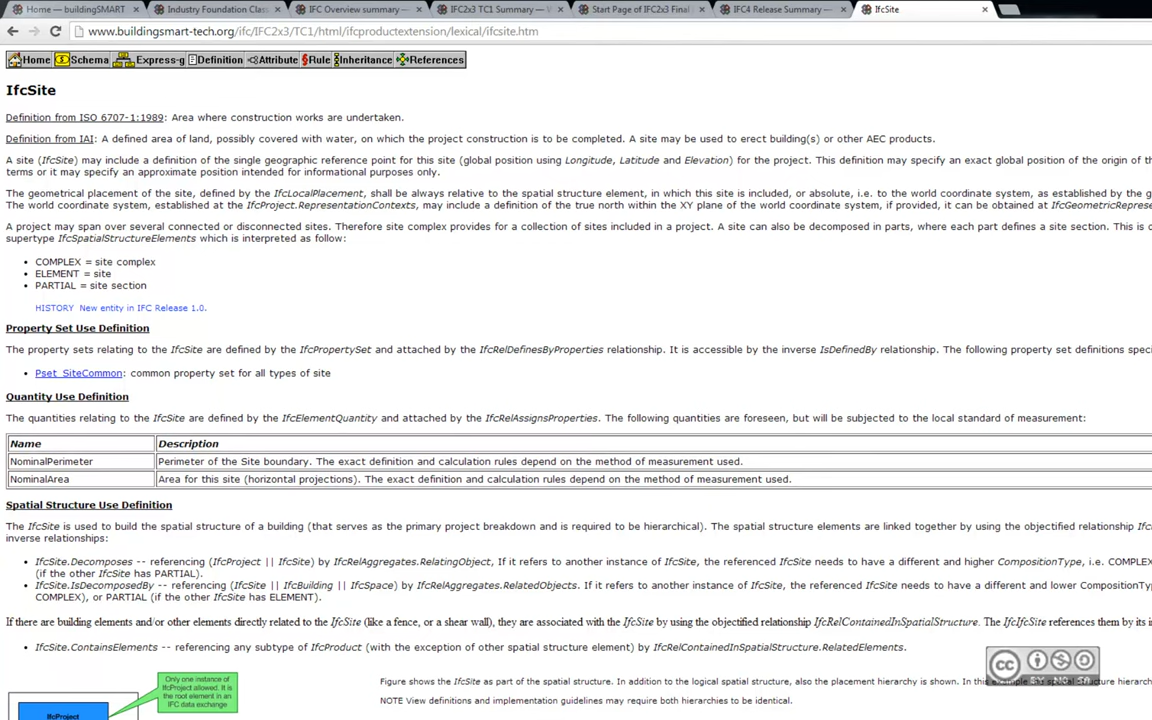 Home — buildingSMART
Industry Foundation Clas
IFC Overview summary —
IFC2x3 TC1 Summary — W
Start Page of IFC2x3 Final
IFC4 Release Summary —
IfcSite
www.buildingsmart-tech.org/ifc/IFC2x3/TC1/html/ifcproductextension/lexical/ifcsite.htm
Home Schema Express-g Definition Attribute Rule Inheritance References
IfcSite
Definition from ISO 6707-1:1989: Area where construction works are undertaken.
Definition from IAI: A defined area of land, possibly covered with water, on which the project construction is to be completed. A site may be used to erect building(s) or other AEC products.
A site (IfcSite) may include a definition of the single geographic reference point for this site (global position using Longitude, Latitude and Elevation) for the project. This definition may specify an exact global position of the origin of th
terms or it may specify an approximate position intended for informational purposes only.
The geometrical placement of the site, defined by the IfcLocalPlacement, shall be always relative to the spatial structure element, in which this site is included, or absolute, i.e. to the world coordinate system, as established by the g
The world coordinate system, established at the IfcProject.RepresentationContexts, may include a definition of the true north within the XY plane of the world coordinate system, if provided, it can be obtained at IfcGeometricReprese
A project may span over several connected or disconnected sites. Therefore site complex provides for a collection of sites included in a project. A site can also be decomposed in parts, where each part defines a site section. This is d
supertype IfcSpatialStructureElements which is interpreted as follow:
• COMPLEX = site complex
• ELEMENT = site
• PARTIAL = site section
HISTORY New entity in IFC Release 1.0.
Property Set Use Definition
The property sets relating to the IfcSite are defined by the IfcPropertySet and attached by the IfcRelDefinesByProperties relationship. It is accessible by the inverse IsDefinedBy relationship. The following property set definitions speci
• Pset_SiteCommon: common property set for all types of site
Quantity Use Definition
The quantities relating to the IfcSite are defined by the IfcElementQuantity and attached by the IfcRelAssignsProperties. The following quantities are foreseen, but will be subjected to the local standard of measurement:
Name Description
NominalPerimeter Perimeter of the Site boundary. The exact definition and calculation rules depend on the method of measurement used.
NominalArea Area for this site (horizontal projections). The exact definition and calculation rules depend on the method of measurement used.
Spatial Structure Use Definition
The IfcSite is used to build the spatial structure of a building (that serves as the primary project breakdown and is required to be hierarchical). The spatial structure elements are linked together by using the objectified relationship Ifc
inverse relationships:
• IfcSite.Decomposes -- referencing (IfcProject || IfcSite) by IfcRelAggregates.RelatingObject, If it refers to another instance of IfcSite, the referenced IfcSite needs to have a different and higher CompositionType, i.e. COMPLEX
(if the other IfcSite has PARTIAL).
• IfcSite.IsDecomposedBy -- referencing (IfcSite || IfcBuilding || IfcSpace) by IfcRelAggregates.RelatedObjects. If it refers to another instance of IfcSite, the referenced IfcSite needs to have a different and lower CompositionTy
COMPLEX), or PARTIAL (if the other IfcSite has ELEMENT).
If there are building elements and/or other elements directly related to the IfcSite (like a fence, or a shear wall), they are associated with the IfcSite by using the objectified relationship IfcRelContainedInSpatialStructure. The IfcIfcSite references them by its i
• IfcSite.ContainsElements -- referencing any subtype of IfcProduct (with the exception of other spatial structure element) by IfcRelContainedInSpatialStructure.RelatedElements.
Only one instance of
IfcProject allowed. It is
the root element in an
IFC data exchange
IfcProject
Figure shows the IfcSite as part of the spatial structure. In addition to the logical spatial structure, also the placement hierarchy is shown. In this example the spatial structure hierarch
NOTE View definitions and implementation guidelines may require both hierarchies to be identical.
cc BY NC SA